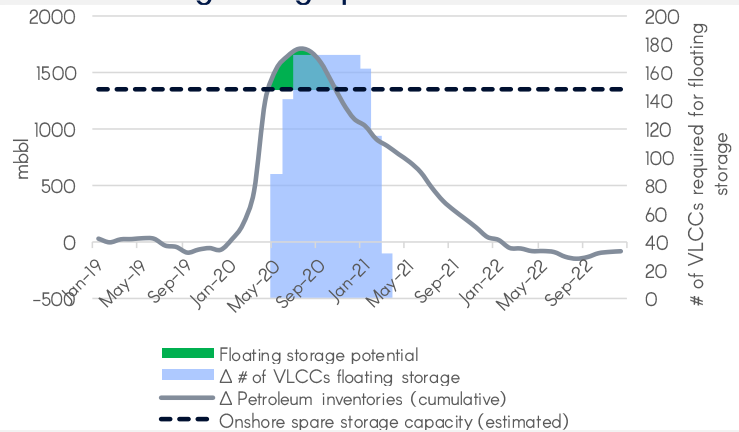 2000
1500
1000
500
0
-500
mbbl
200
180
160
140
120
100
80
60
40
20
0
# of VLCCs required for floating
storage
Jan-19
May-19
Sep-19
Jan-20
May-20
Sep-20
Jan-21
May-21
Sep-21
Jan-22
May-22
Sep-22
Floating storage potential
Δ # of VLCCs floating storage
Δ Petroleum inventories (cumulative)
Onshore spare storage capacity (estimated)